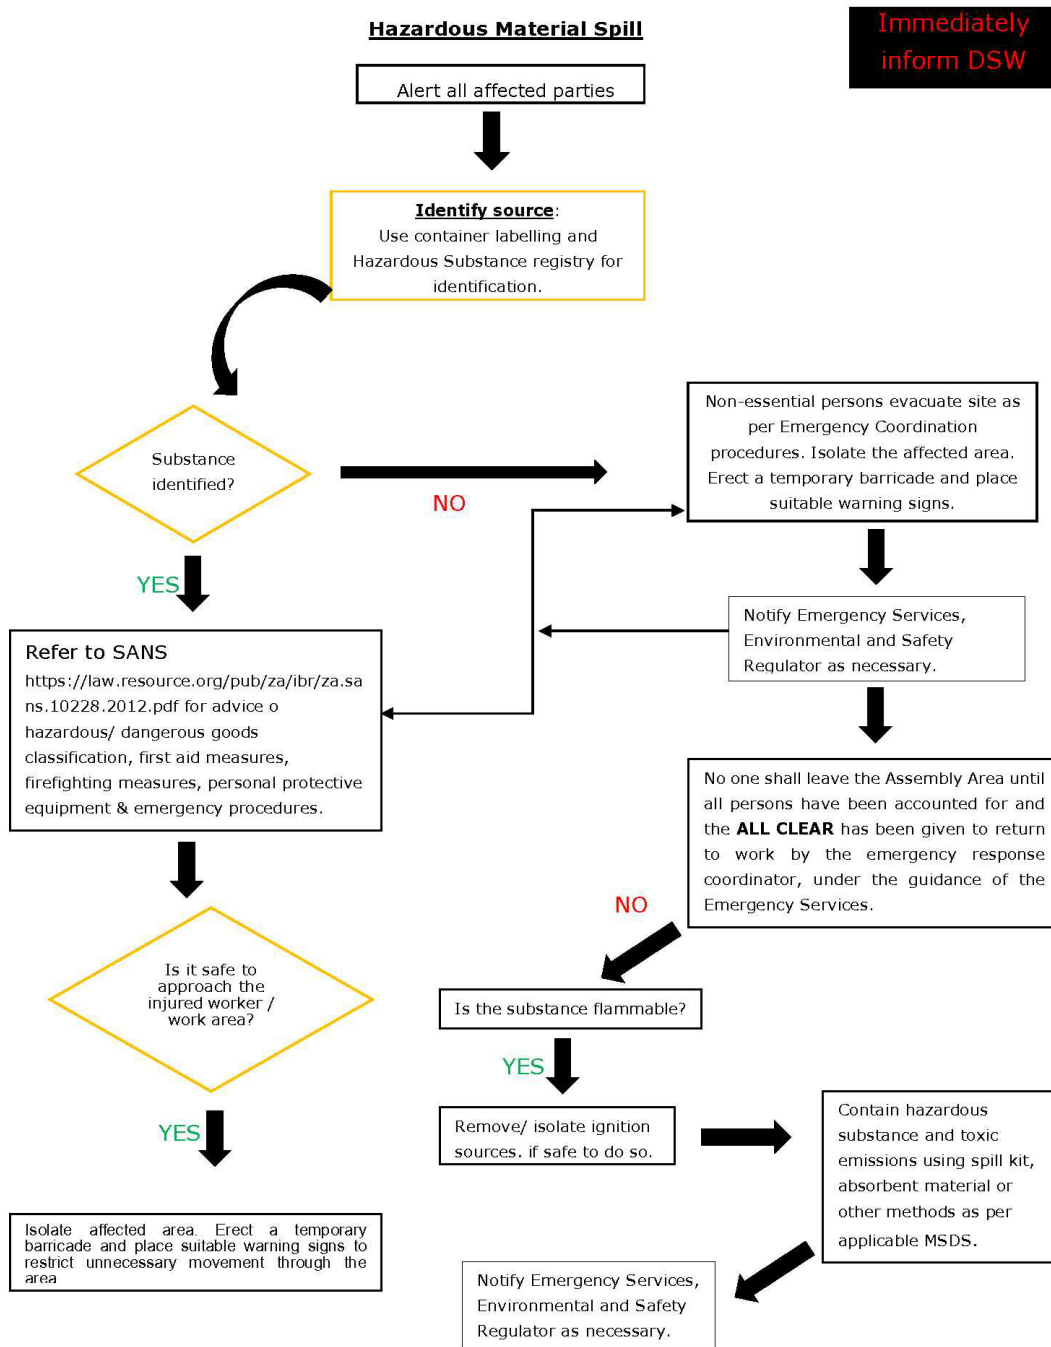 Hazardous Material Spill
Immediately
inform DSW
Alert all affected parties
Identify source:
Use container labelling and
Hazardous Substance registry for
identification.
Substance
identified?
NO
Non-essential persons evacuate site as
per Emergency Coordination
procedures. Isolate the affected area.
Erect a temporary barricade and place
suitable warning signs.
YES
Notify Emergency Services,
Environmental and Safety
Regulator as necessary.
Refer to SANS
https://law.resource.org/pub/za/ibr/za.sa
ns.10228.2012.pdf for advice o
hazardous/ dangerous goods
classification, first aid measures,
firefighting measures, personal protective
equipment & emergency procedures.
No one shall leave the Assembly Area until
all persons have been accounted for and
the ALL CLEAR has been given to return
to work by the emergency response
coordinator, under the guidance of the
Emergency Services.
NO
Is it safe to
approach the
injured worker /
work area?
Is the substance flammable?
YES
YES
Remove/ isolate ignition
sources. if safe to do so.
Contain hazardous
substance and toxic
emissions using spill kit,
absorbent material or
other methods as per
applicable MSDS.
Isolate affected area. Erect a temporary
barricade and place suitable warning signs to
restrict unnecessary movement through the
area
Notify Emergency Services,
Environmental and Safety
Regulator as necessary.